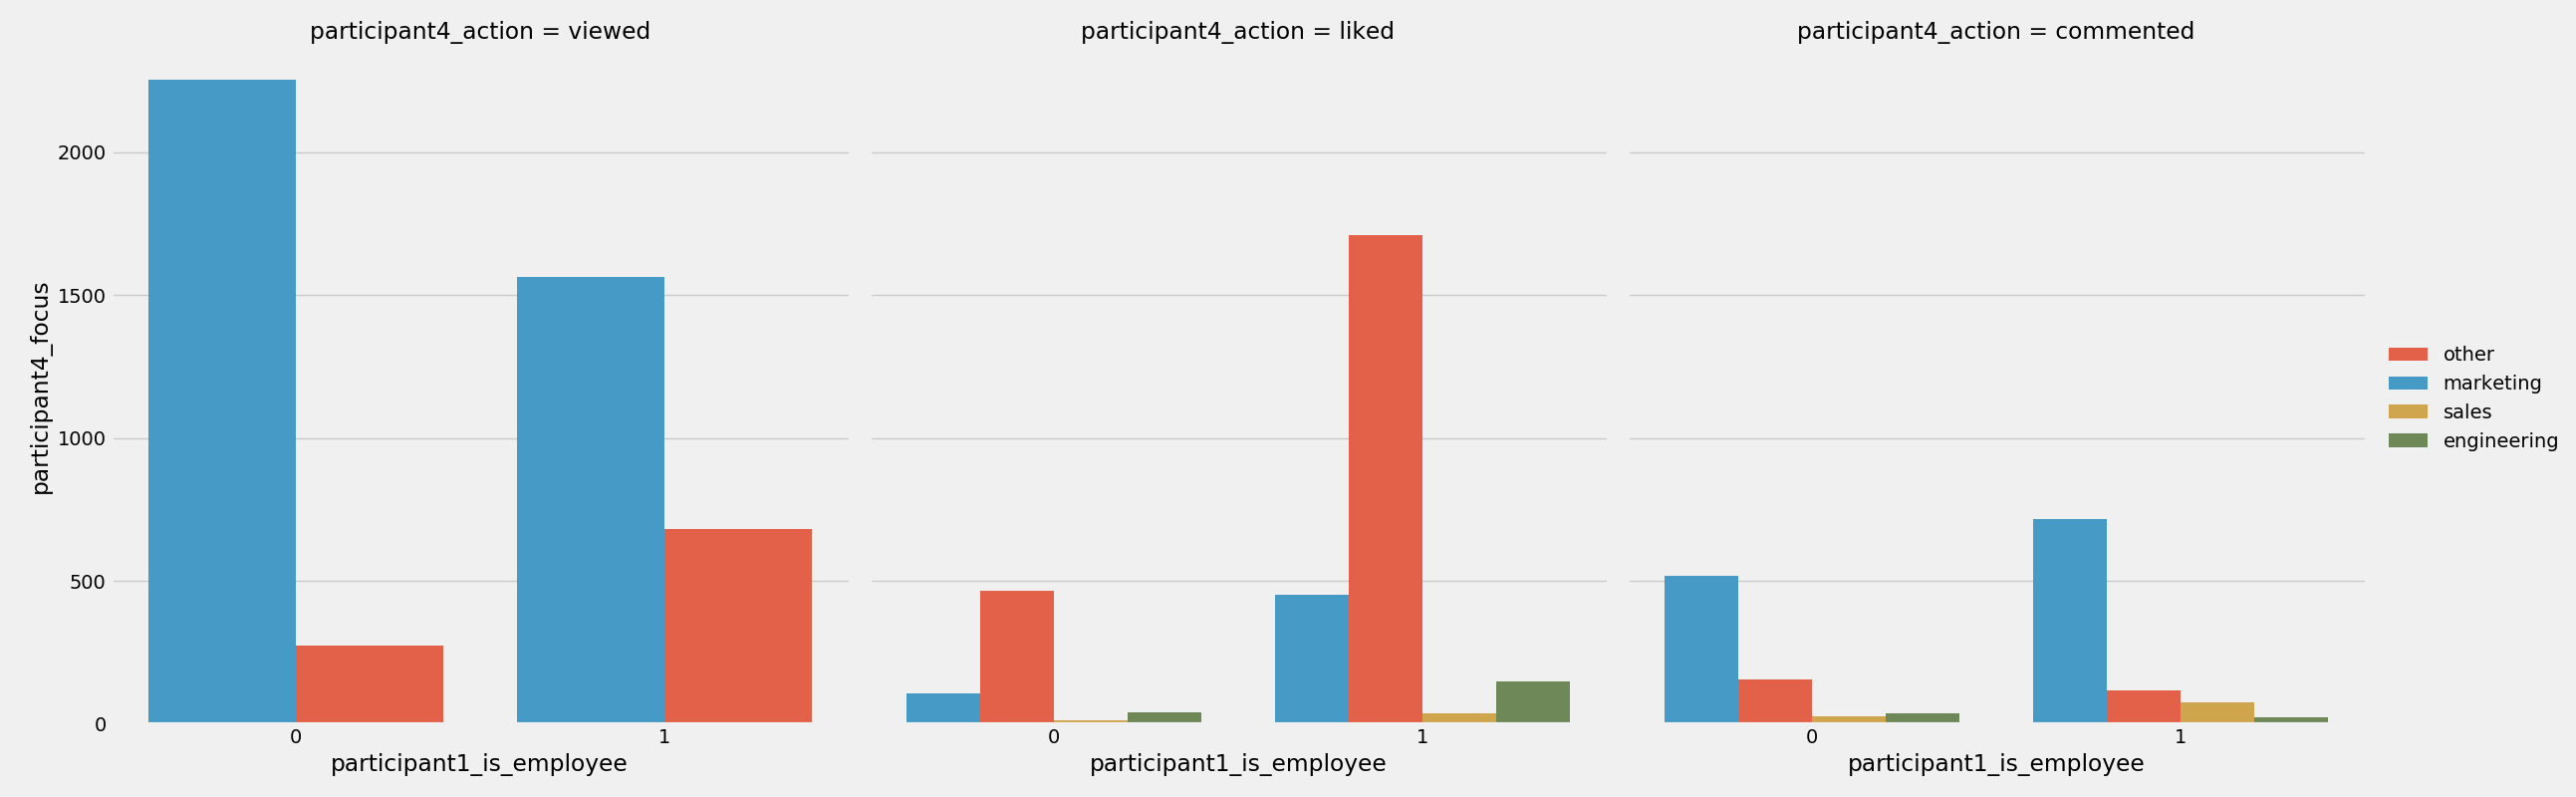 participant4_action = viewed
participant4_action = liked
participant4_action = commented
participant4_focus
2000
1500
1000
500
0
0 1
participant1_is_employee
0 1
participant1_is_employee
0 1
participant1_is_employee
other
marketing
sales
engineering